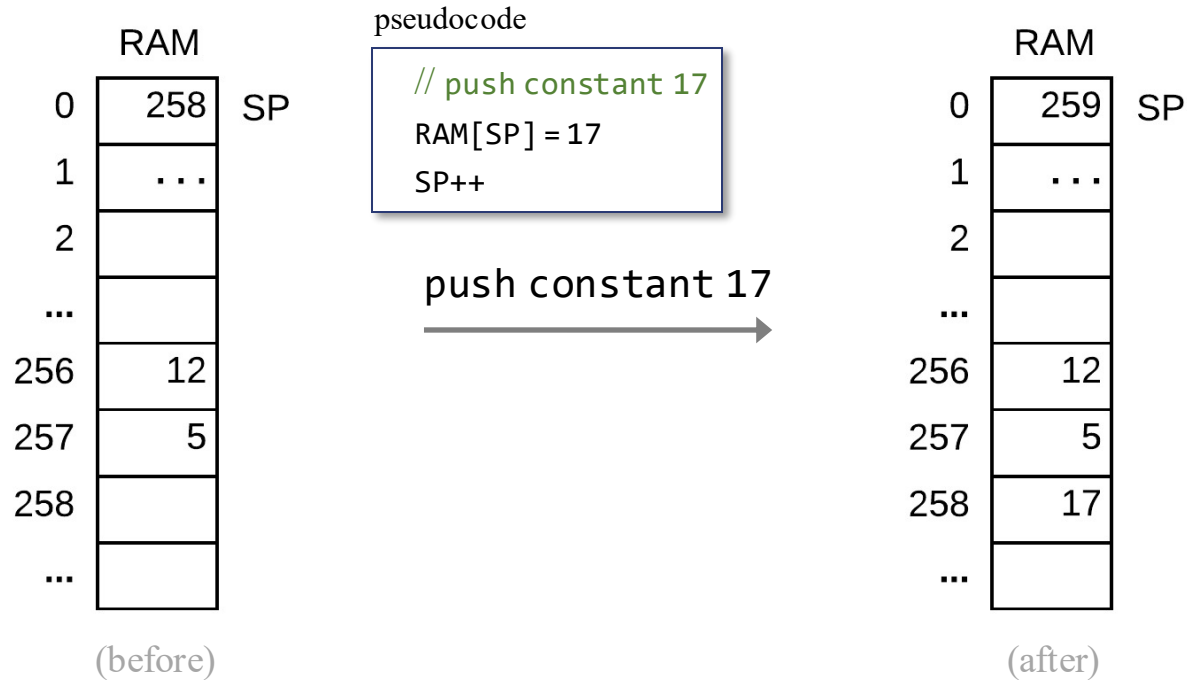 pseudocode
RAM
// push constant 17
RAM[SP] = 17
SP++
0 258 SP
1 ...
2
...
256 12
257 5
258
...
(before)
push constant 17
RAM
0 259 SP
1 ...
2
...
256 12
257 5
258 17
...
(after)